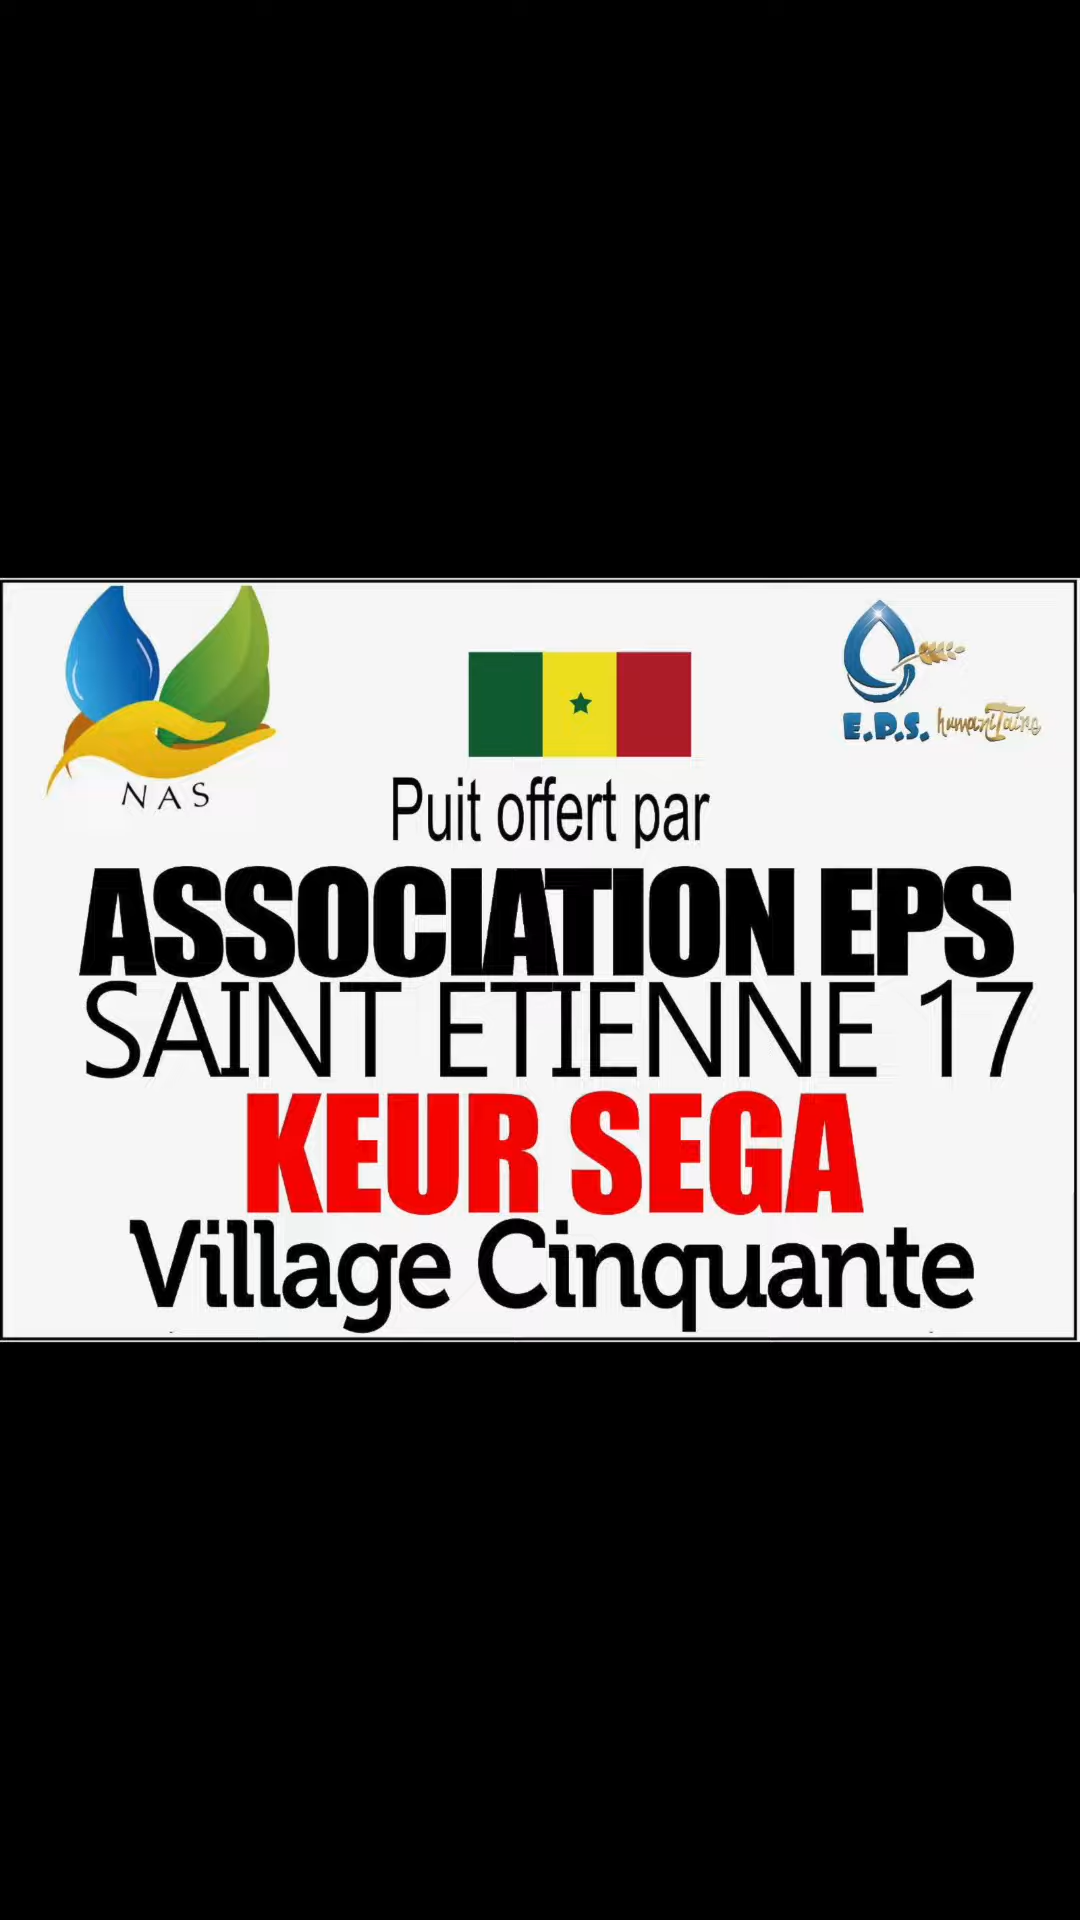 NAS
E.P.S. humaniTaire
Puit offert par
ASSOCIATION EPS
SAINT ETIENNE 17
KEUR SEGA
Village Cinquante